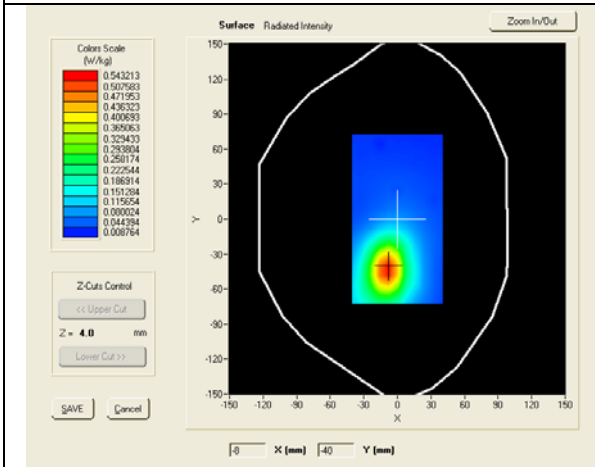 Surface Radiated Intensity
Zoom In/Out
Colors Scale
(W/kg)
0.543213
0.507583
0.471953
0.436323
0.400693
0.365063
0.329433
0.293804
0.258174
0.222544
0.186914
0.151284
0.115654
0.080024
0.044394
0.008764
Z-Cuts Control
<< Upper Cut
Z = 4.0 mm
Lower Cut >>
SAVE Cancel
150
120
90
60
30
0
-30
-60
-90
-120
-150
Y
-150 -120 -90 -60 -30 0 30 60 90 120 150
X
-8 X (mm) -40 Y (mm)